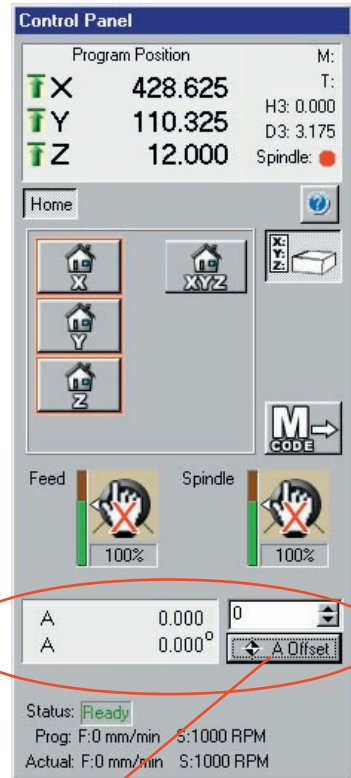 Control Panel
Program Position M:
X 428.625 T:
Y 110.325 H3: 0.000
Z 12.000 D3: 3.175
Spindle:
Home
X XYZ X:
Y:
Z:
Y
Z
M
CODE
Feed Spindle
100% 100%
A 0.000 0
A 0.000° A Offset
Status: Ready
Prog: F:0 mm/min S:1000 RPM
Actual: F:0 mm/min S:1000 RPM